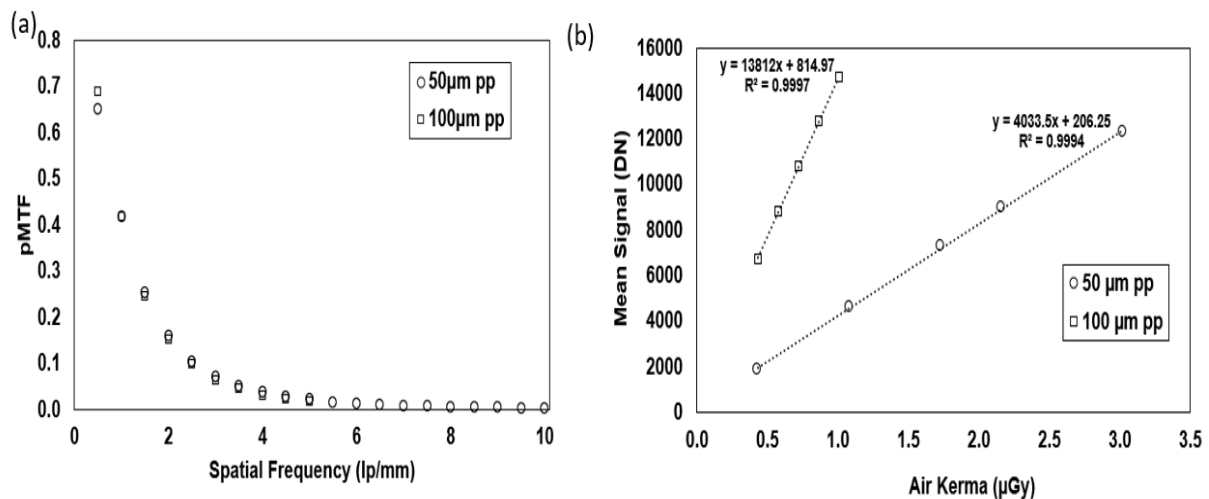 (a)
0.8
0.7
0.6
0.5
0.4
0.3
0.2
0.1
0.0
pMTF
0
2
4
6
8
10
Spatial Frequency (lp/mm)
50µm pp
100µm pp
(b)
16000
14000
12000
10000
8000
6000
4000
2000
0
Mean Signal (DN)
y = 13812x + 814.97
R² = 0.9997
y = 4033.5x + 206.25
R² = 0.9994
50 µm pp
100 µm pp
0.0
0.5
1.0
1.5
2.0
2.5
3.0
3.5
Air Kerma (µGy)